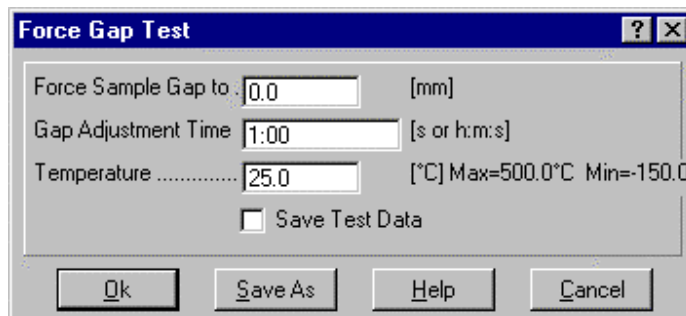 Force Gap Test
Force Sample Gap to . 0.0 [mm]
Gap Adjustment Time 1:00 [s or h:m:s]
Temperature .............. 25.0 [°C] Max=500.0°C Min=-150.0
Save Test Data
Ok Save As Help Cancel